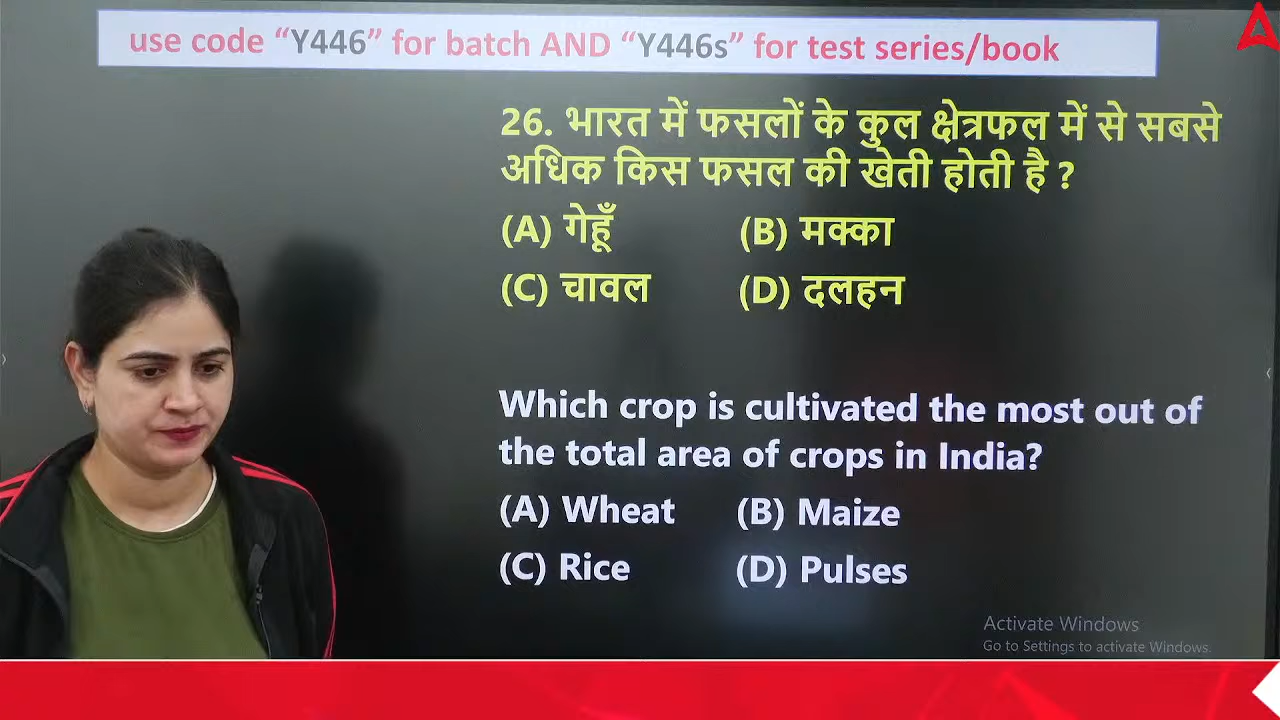 use code “Y446” for batch AND “Y446s” for test series/book
26. भारत में फसलों के कुल क्षेत्रफल में से सबसे
अधिक किस फसल की खेती होती है ?
(A) गेहूँ (B) मक्का
(C) चावल (D) दलहन
Which crop is cultivated the most out of
the total area of crops in India?
(A) Wheat (B) Maize
(C) Rice (D) Pulses
Activate Windows
Go to Settings to activate Windows.